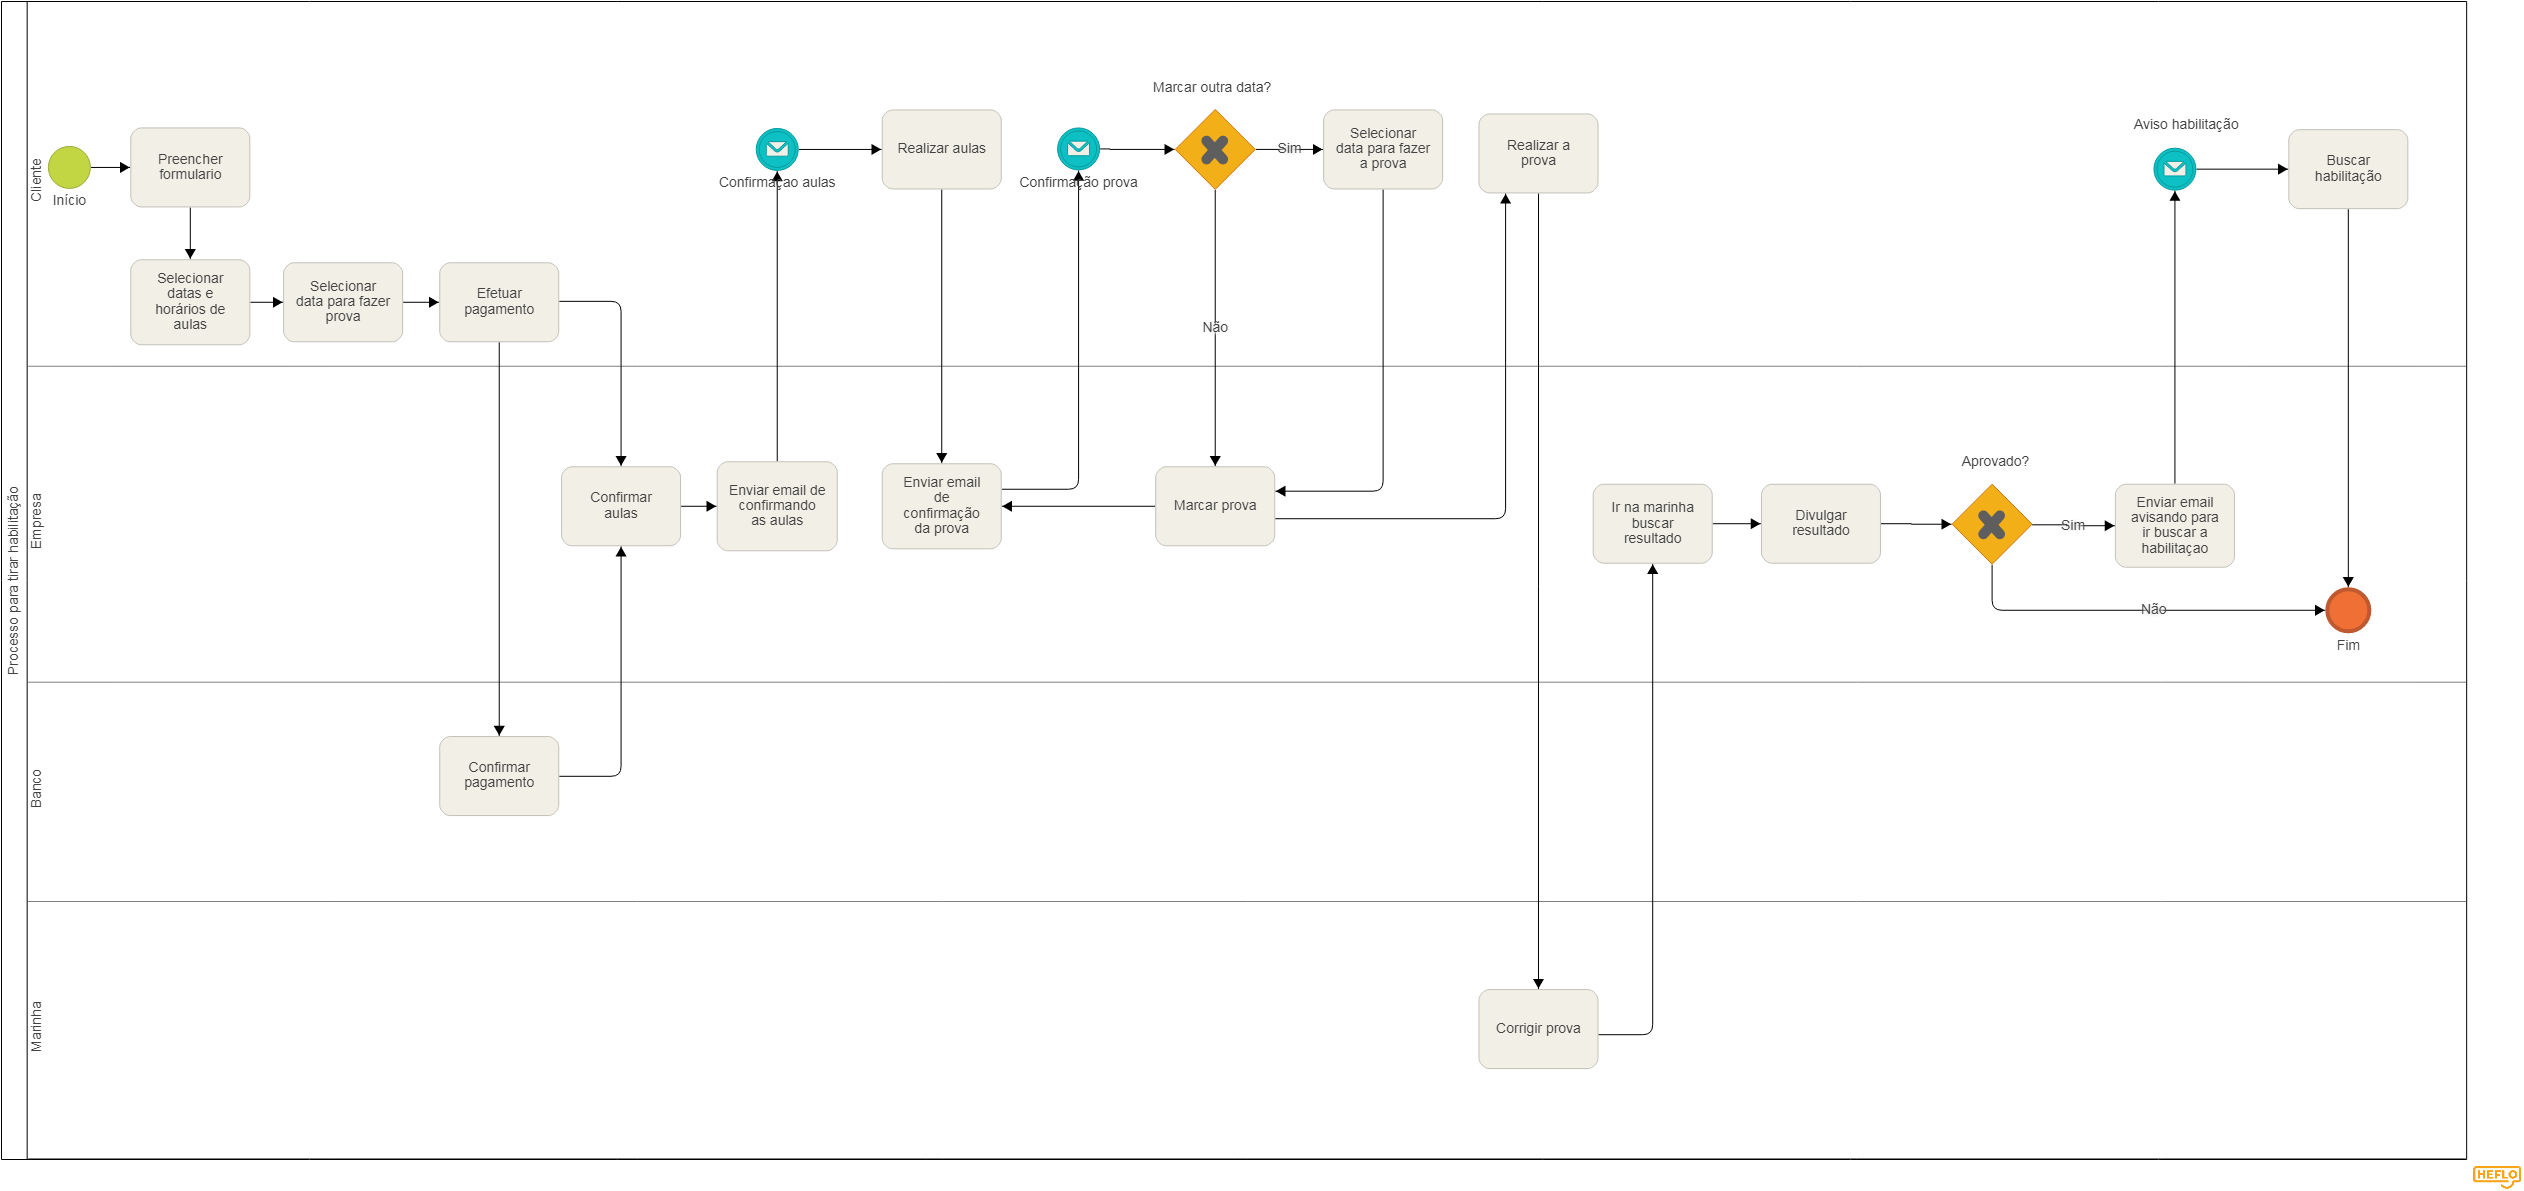 Processo para tirar habilitação
Cliente
Início
Preencher
formulario
Selecionar
datas e
horários de
aulas
Selecionar
data para fazer
prova
Efetuar
pagamento
Confirmaçao aulas
Realizar aulas
Confirmação prova
Marcar outra data?
Sim
Não
Selecionar
data para fazer
a prova
Realizar a
prova
Aviso habilitação
Buscar
habilitação
Empresa
Confirmar
aulas
Enviar email de
confirmando
as aulas
Enviar email
de
confirmação
da prova
Marcar prova
Ir na marinha
buscar
resultado
Divulgar
resultado
Aprovado?
Sim
Não
Enviar email
avisando para
ir buscar a
habilitaçao
Fim
Banco
Confirmar
pagamento
Marinha
Corrigir prova
HEFLO